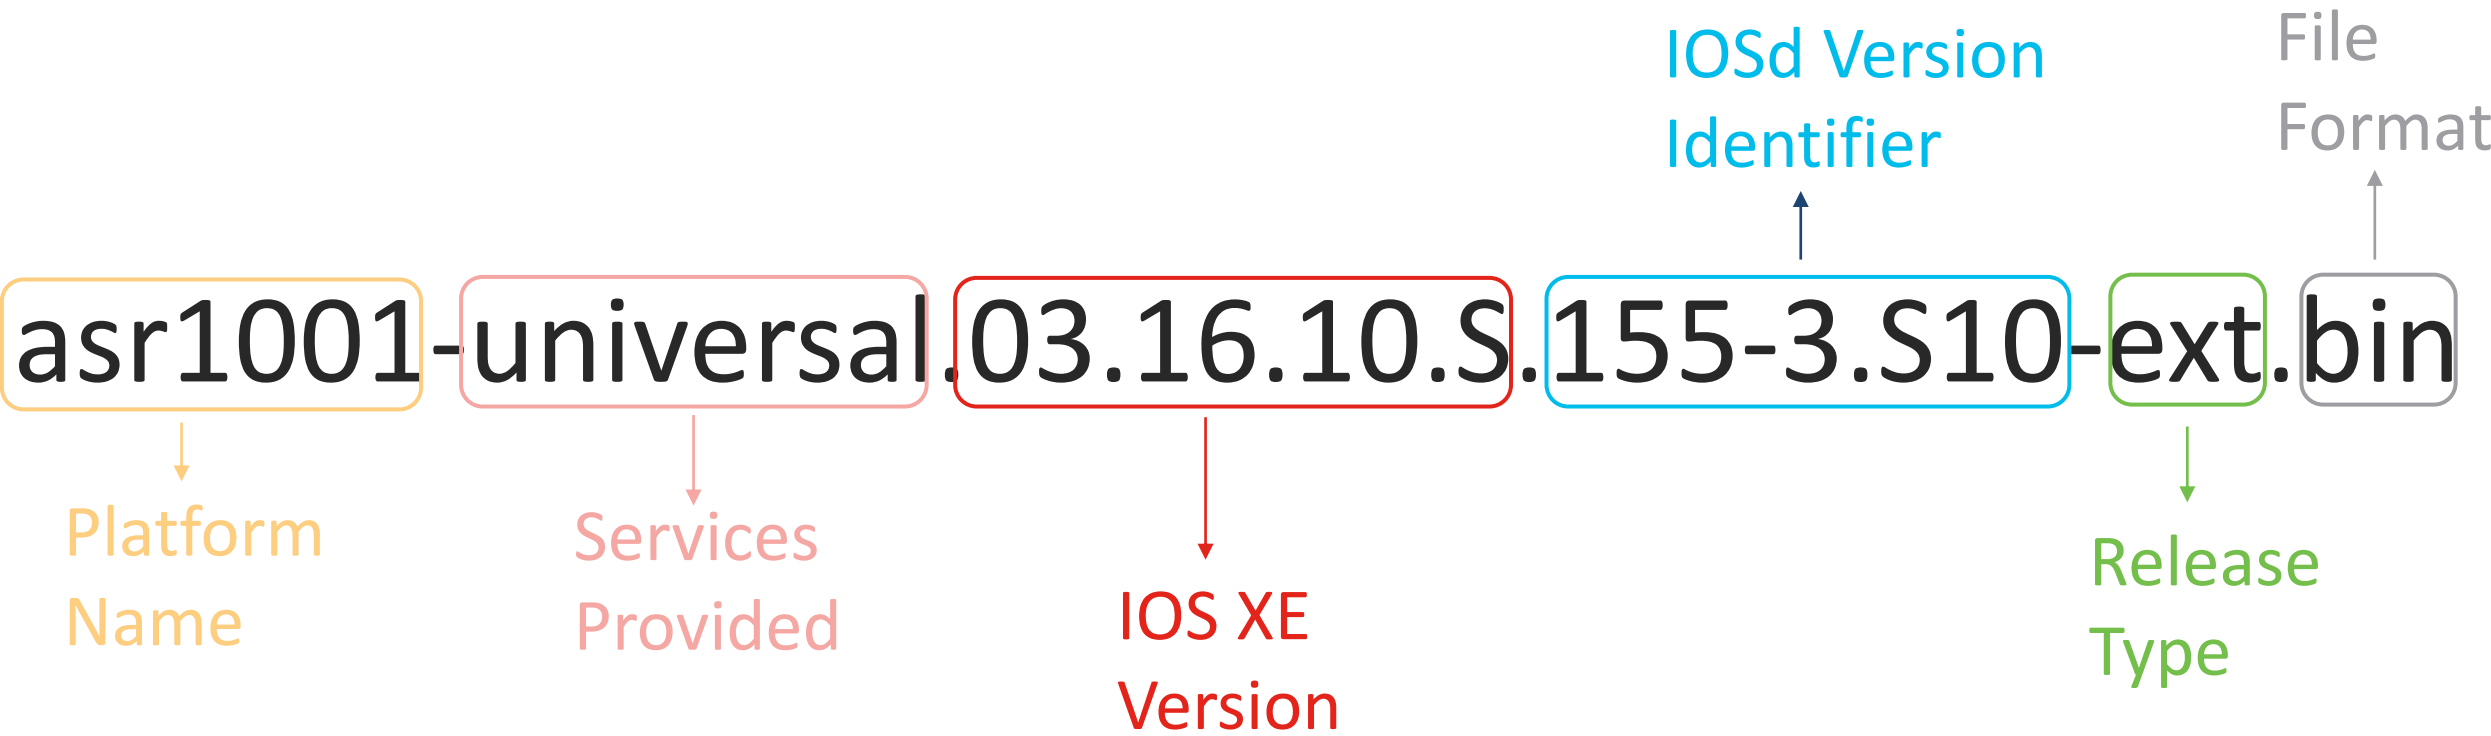 IOSd Version
Identifier
File
Format
asr1001-universal.03.16.10.S.155-3.S10-ext.bin
Platform
Name
Services
Provided
IOS XE
Version
Release
Type